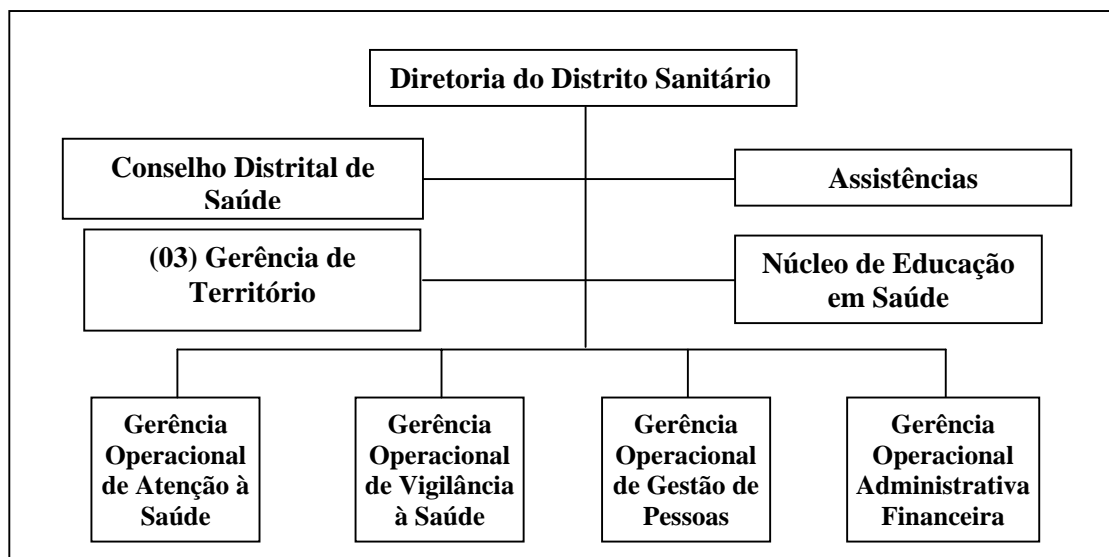 Diretoria do Distrito Sanitário
Conselho Distrital de
Saúde
Assistências
(03) Gerência de
Território
Núcleo de Educação
em Saúde
Gerência
Operacional
de Atenção à
Saúde
Gerência
Operacional
de Vigilância
à Saúde
Gerência
Operacional
de Gestão de
Pessoas
Gerência
Operacional
Administrativa
Financeira